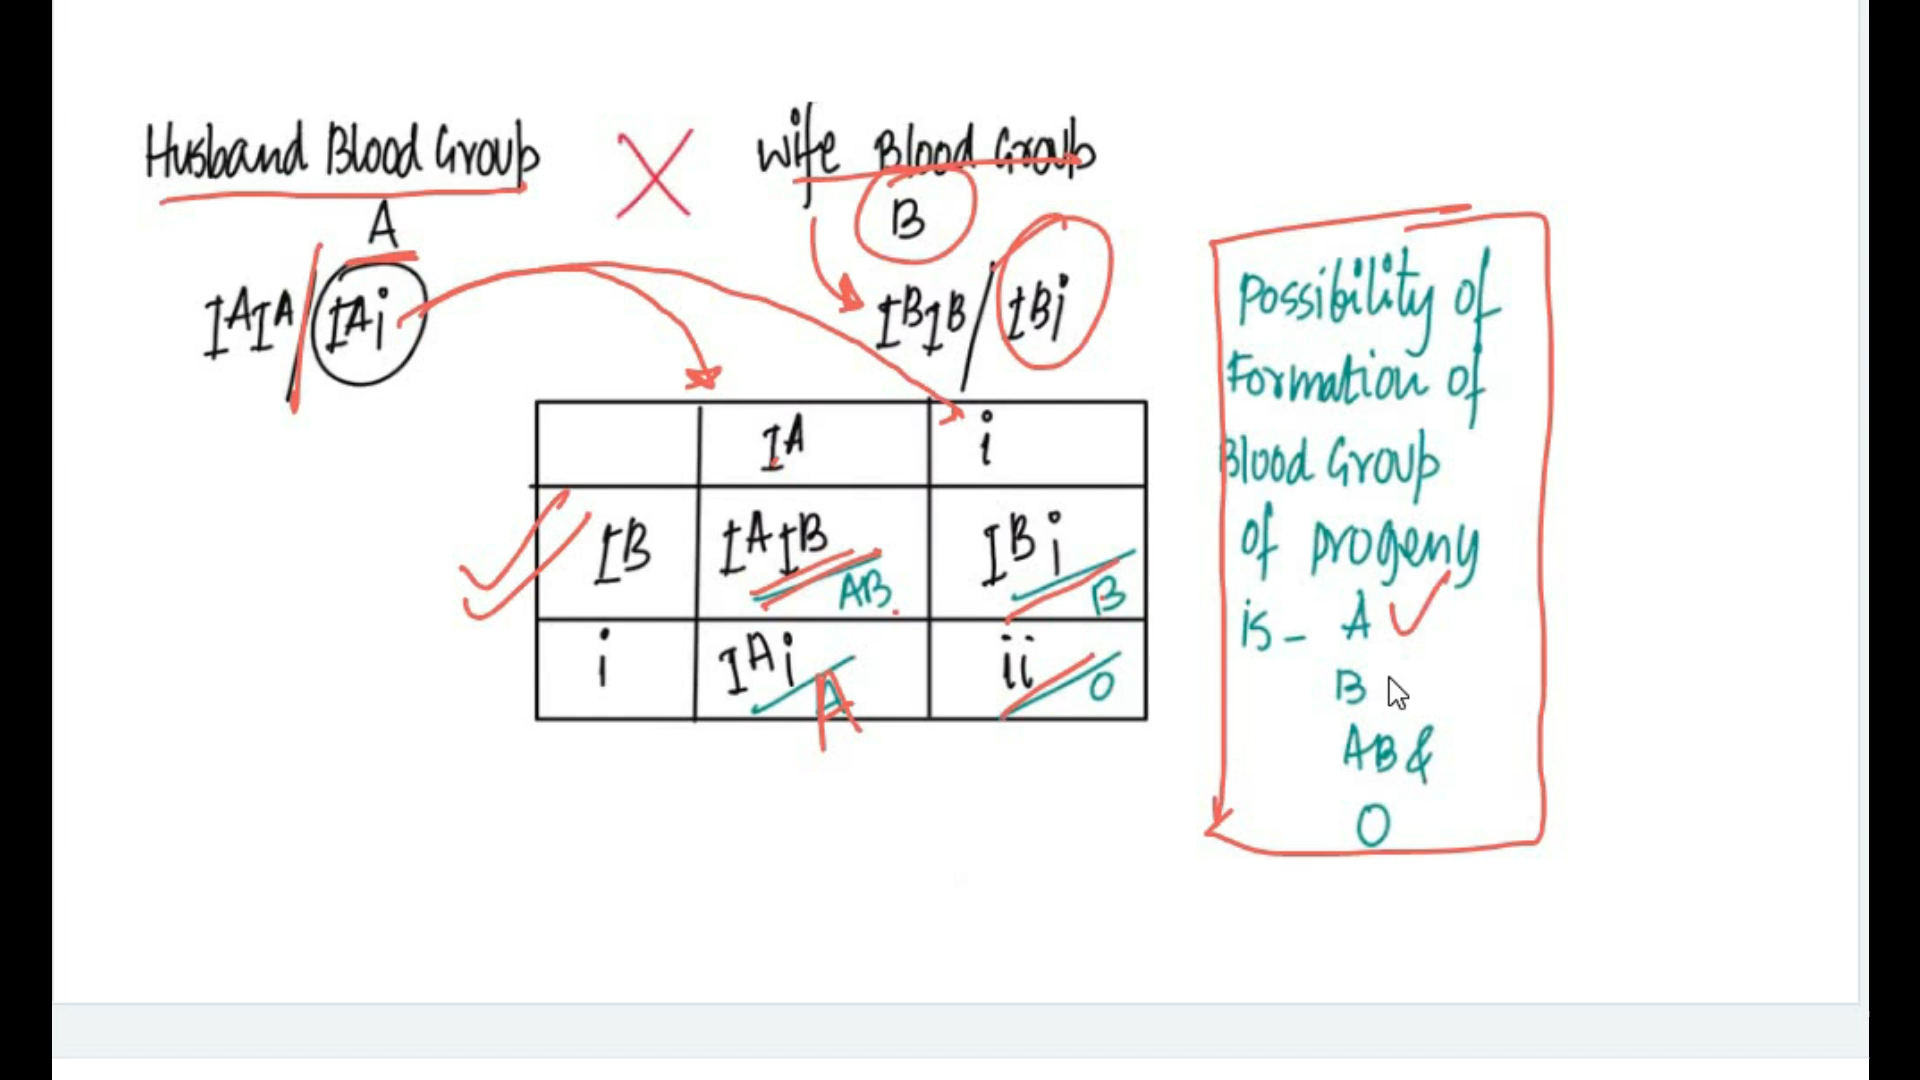 Husband Blood Group X Wife Blood Group
A B
IAIA/IAi IBIB/IBi
IA i
IB IAIB AB IBi B
i IAi A ii O
Possibility of
Formation of
Blood Group
of progeny
is - A
B
AB &
O